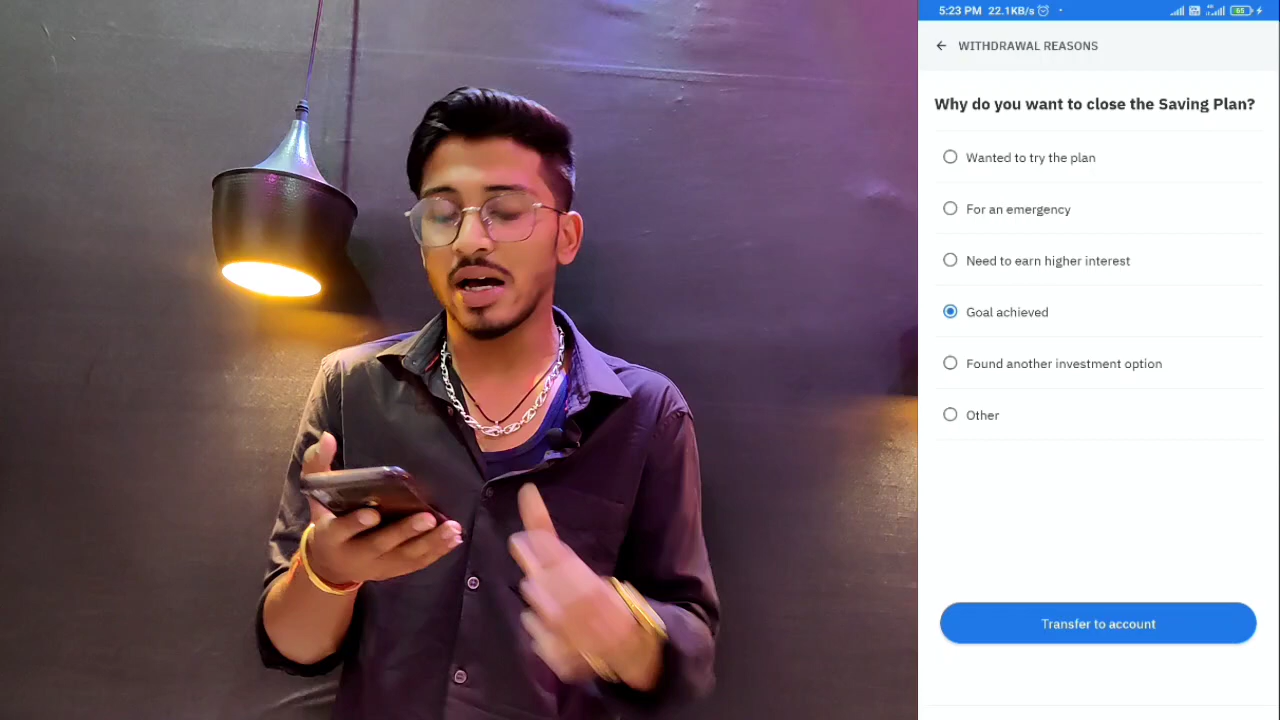 5:23 PM 22.1KB/s
65
WITHDRAWAL REASONS
Why do you want to close the Saving Plan?
Wanted to try the plan
For an emergency
Need to earn higher interest
Goal achieved
Found another investment option
Other
Transfer to account